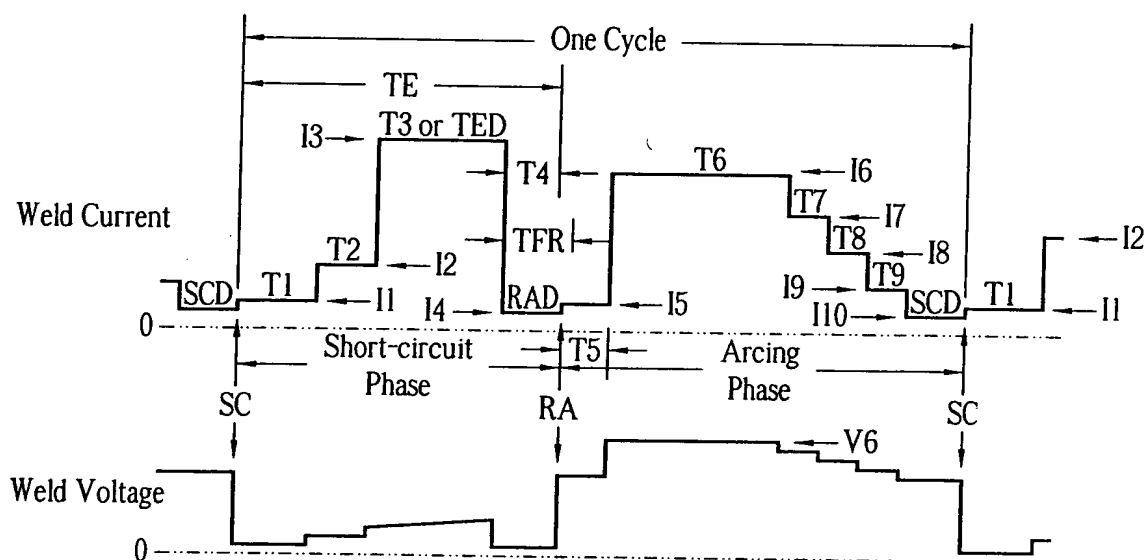 One Cycle
TE
I3
T3 or TED
T4
T6
I6
T7
I7
Weld Current
TFR
T2
I2
T8
I8
I2
SCD
T1
I1
I4
RAD
I5
I9
T9
I10
SCD
T1
I1
0
Short-circuit
Phase
T5
Arcing
Phase
SC
RA
SC
V6
Weld Voltage
0